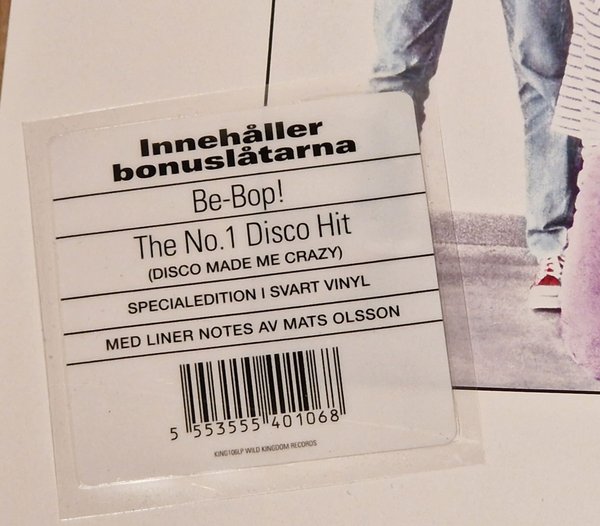 Innehåller
bonuslåtarna
Be-Bop!
The No.1 Disco Hit
(DISCO MADE ME CRAZY)
SPECIALEDITION I SVART VINYL
MED LINER NOTES AV MATS OLSSON
5 553555 401068
KING106LP WILD KINGDOM RECORDS